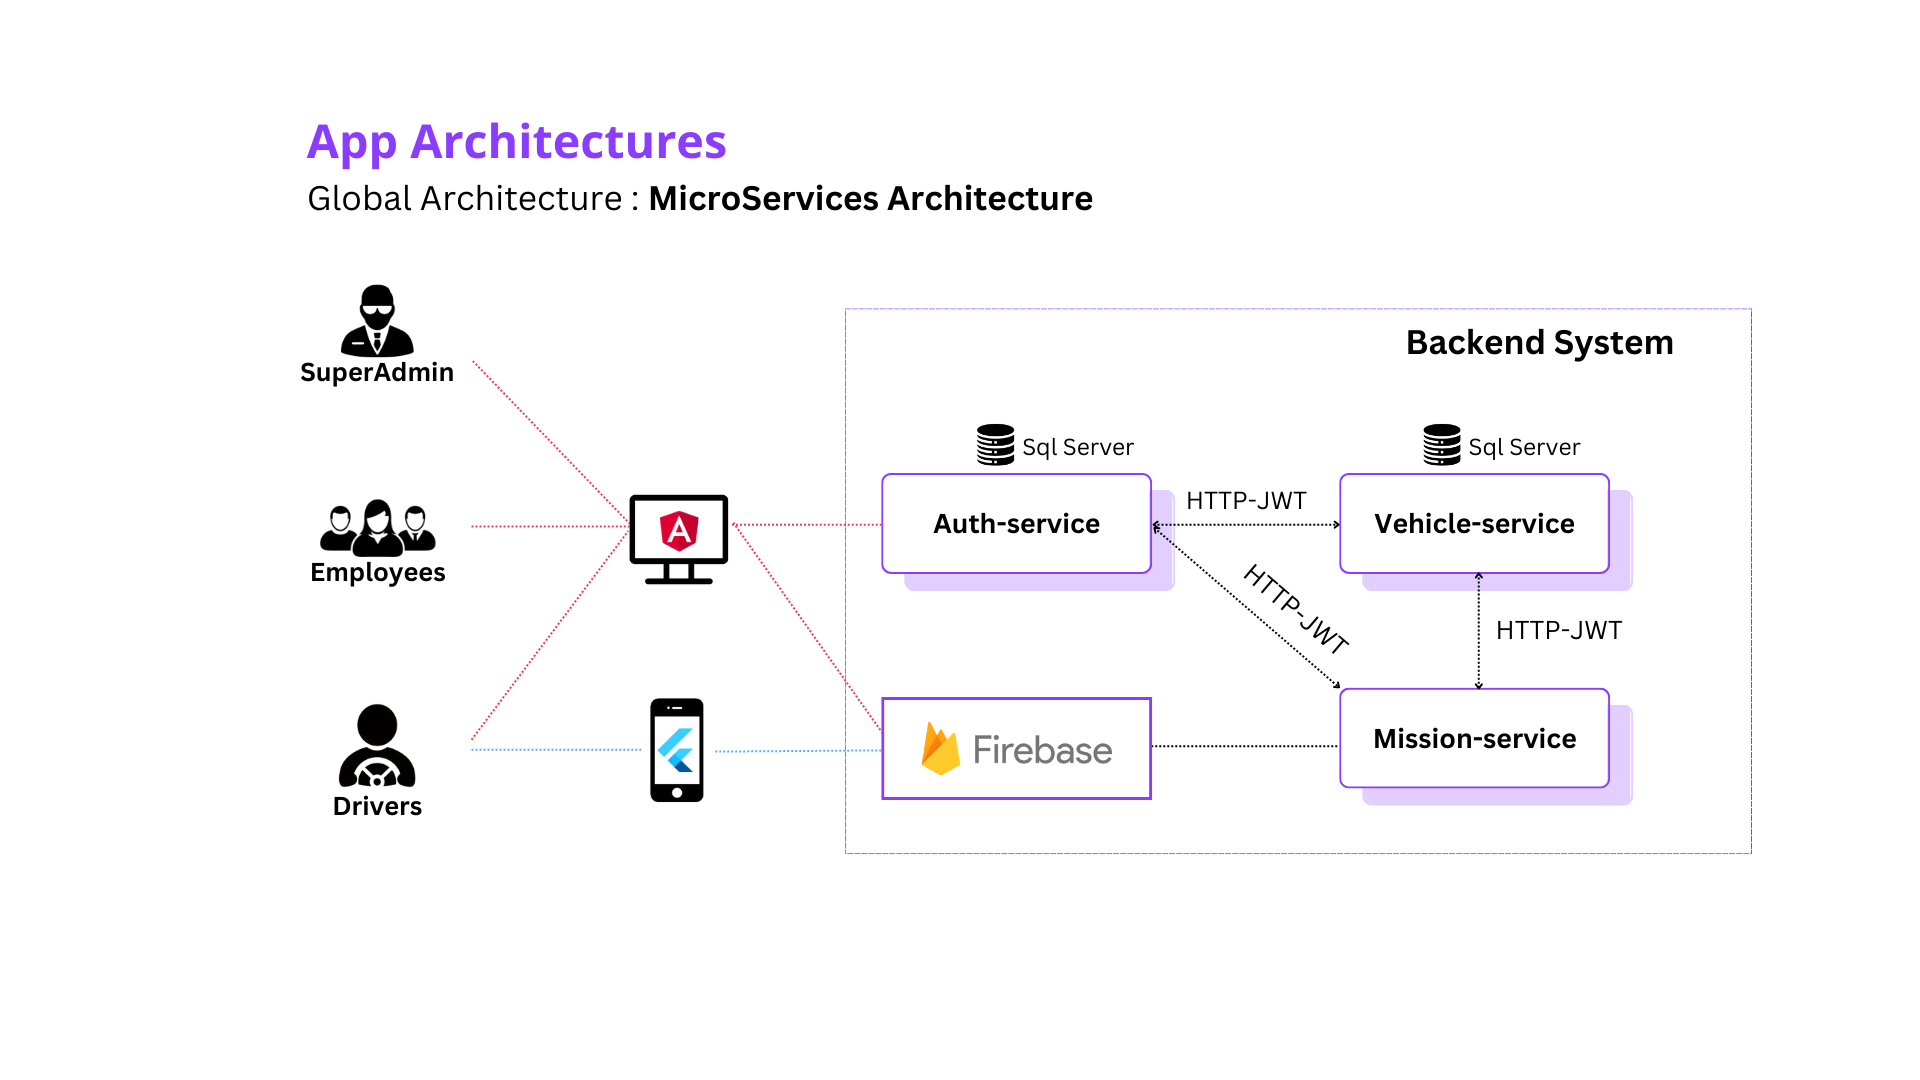 App Architectures
Global Architecture : MicroServices Architecture
SuperAdmin
Backend System
Sql Server
Sql Server
Employees
A
Auth-service
HTTP-JWT
Vehicle-service
HTTP-JWT
HTTP-JWT
Drivers
Firebase
Mission-service